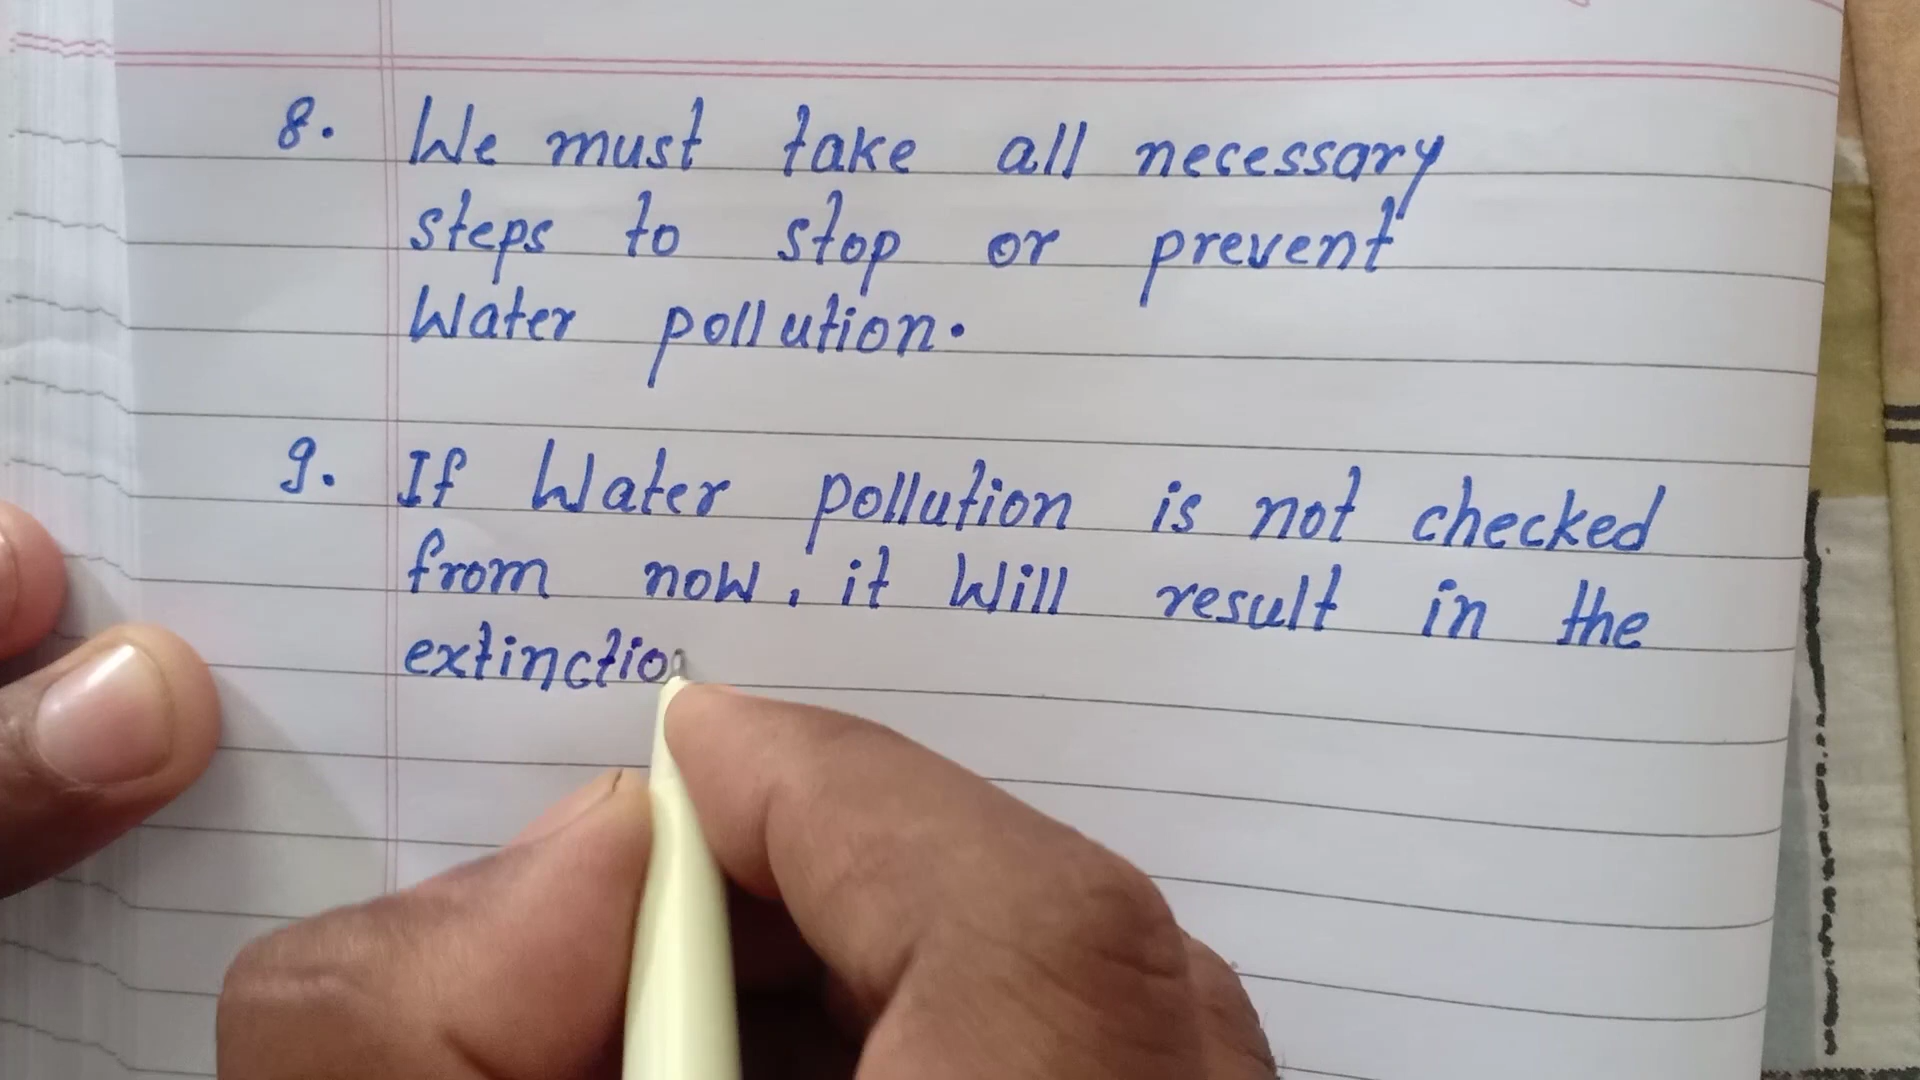 8. We must take all necessary
steps to stop or prevent
Water pollution.
9. If Water pollution is not checked
from now, it Will result in the
extinctio